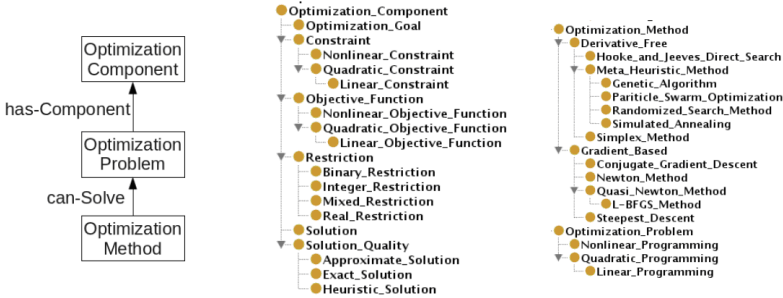 Optimization
Component
has-Component
Optimization
Problem
can-Solve
Optimization
Method
Optimization_Component
Optimization_Goal
Constraint
Nonlinear_Constraint
Quadratic_Constraint
Linear_Constraint
Objective_Function
Nonlinear_Objective_Function
Quadratic_Objective_Function
Linear_Objective_Function
Restriction
Binary_Restriction
Integer_Restriction
Mixed_Restriction
Real_Restriction
Solution
Solution_Quality
Approximate_Solution
Exact_Solution
Heuristic_Solution
Optimization_Method
Derivative_Free
Hooke_and_Jeeves_Direct_Search
Meta_Heuristic_Method
Genetic_Algorithm
Pariticle_Swarm_Optimization
Randomized_Search_Method
Simulated_Annealing
Simplex_Method
Gradient_Based
Conjugate_Gradient_Descent
Newton_Method
Quasi_Newton_Method
L-BFGS_Method
Steepest_Descent
Optimization_Problem
Nonlinear_Programming
Quadratic_Programming
Linear_Programming